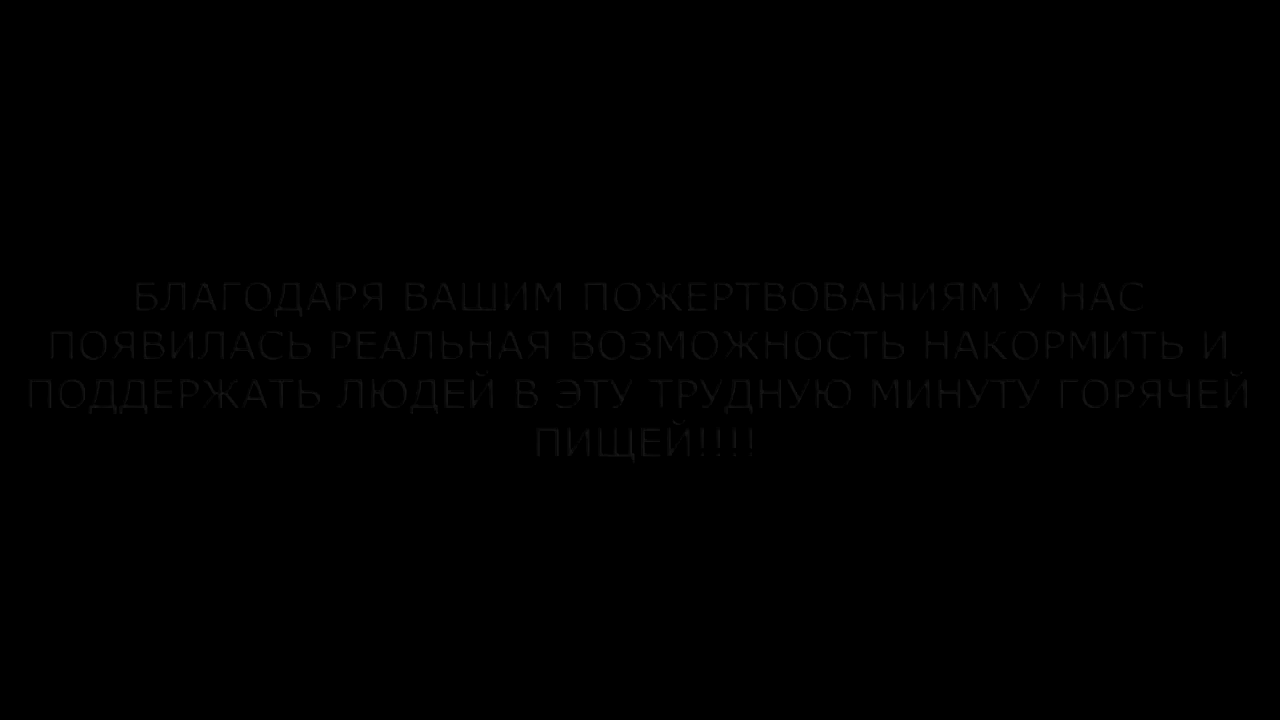 БЛАГОДАРЯ ВАШИМ ПОЖЕРТВОВАНИЯМ У НАС
ПОЯВИЛАСЬ РЕАЛЬНАЯ ВОЗМОЖНОСТЬ НАКОРМИТЬ И
ПОДДЕРЖАТЬ ЛЮДЕЙ В ЭТУ ТРУДНУЮ МИНУТУ ГОРЯЧЕЙ
ПИЩЕЙ!!!!